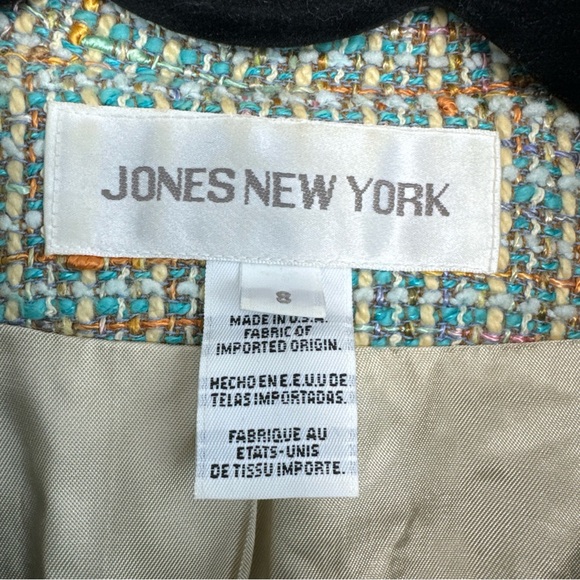 JONES NEW YORK
8
MADE IN U.S.A.
FABRIC OF
IMPORTED ORIGIN.
HECHO EN E.E.U.U DE
TELAS IMPORTADAS.
FABRIQUE AU
ETATS-UNIS
DE TISSU IMPORTE.